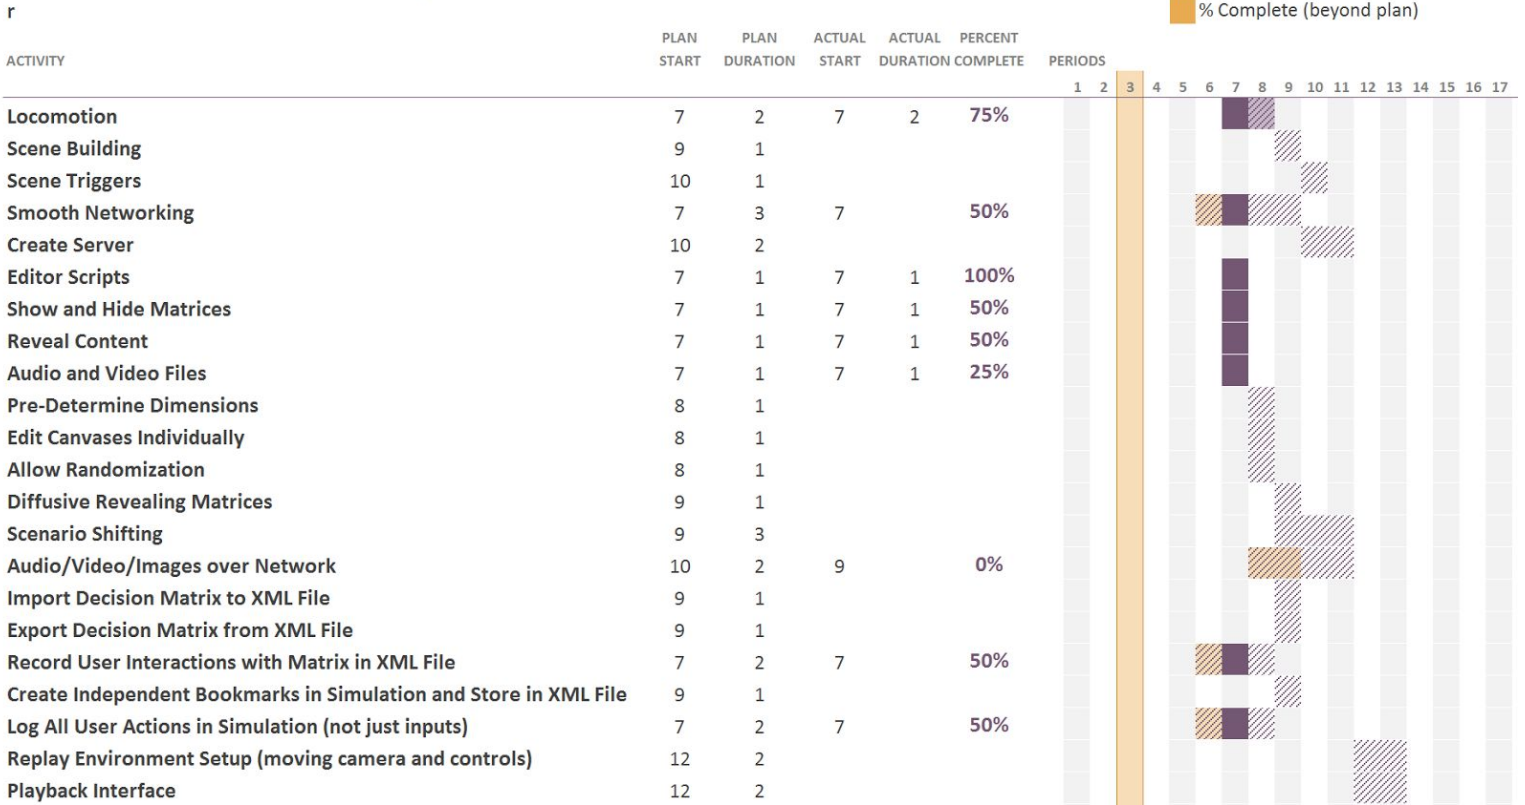 r
% Complete (beyond plan)
PLAN PLAN ACTUAL ACTUAL PERCENT
ACTIVITY START DURATION START DURATION COMPLETE PERIODS
1 2 3 4 5 6 7 8 9 10 11 12 13 14 15 16 17
Locomotion 7 2 7 2 75%
Scene Building 9 1
Scene Triggers 10 1
Smooth Networking 7 3 7 50%
Create Server 10 2
Editor Scripts 7 1 7 1 100%
Show and Hide Matrices 7 1 7 1 50%
Reveal Content 7 1 7 1 50%
Audio and Video Files 7 1 7 1 25%
Pre-Determine Dimensions 8 1
Edit Canvases Individually 8 1
Allow Randomization 8 1
Diffusive Revealing Matrices 9 1
Scenario Shifting 9 3
Audio/Video/Images over Network 10 2 9 0%
Import Decision Matrix to XML File 9 1
Export Decision Matrix from XML File 9 1
Record User Interactions with Matrix in XML File 7 2 7 50%
Create Independent Bookmarks in Simulation and Store in XML File 9 1
Log All User Actions in Simulation (not just inputs) 7 2 7 50%
Replay Environment Setup (moving camera and controls) 12 2
Playback Interface 12 2